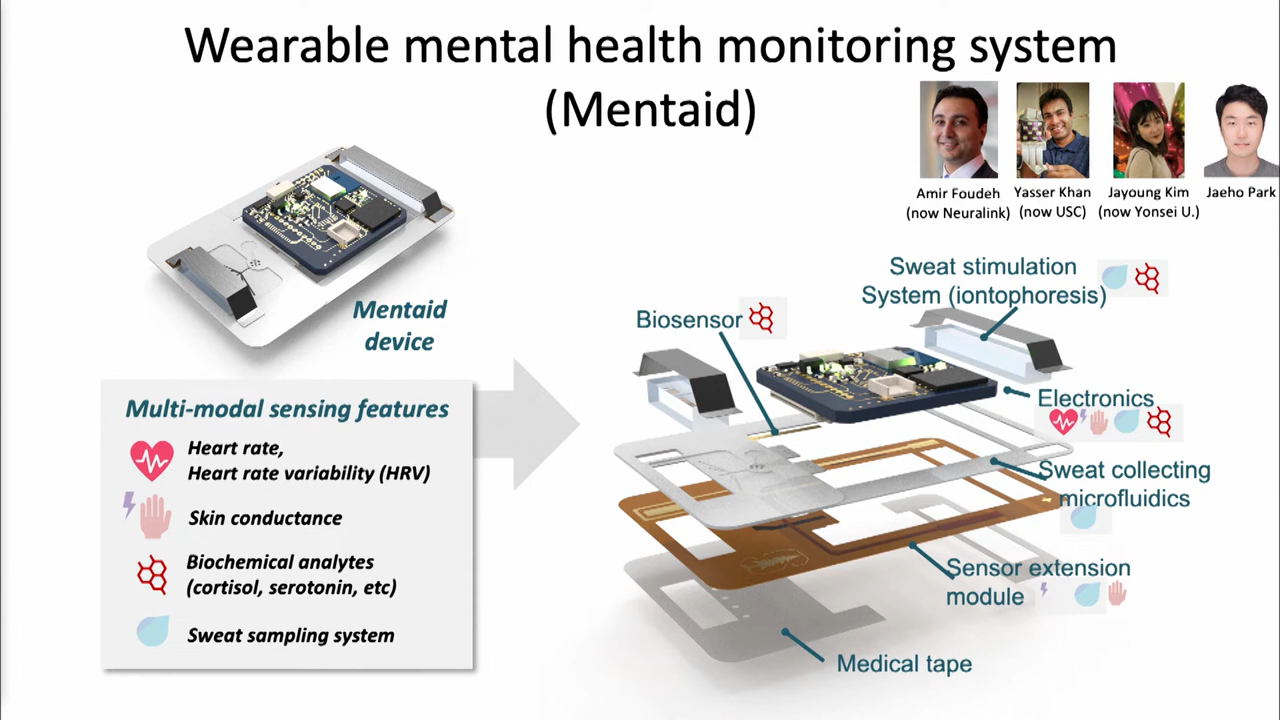 Wearable mental health monitoring system
(Mentaid)
Amir Foudeh
(now Neuralink)
Yasser Khan
(now USC)
Jayoung Kim
(now Yonsei U.)
Jaeho Park
Mentaid
device
Multi-modal sensing features
Heart rate,
Heart rate variability (HRV)
Skin conductance
Biochemical analytes
(cortisol, serotonin, etc)
Sweat sampling system
Sweat stimulation
System (iontophoresis)
Biosensor
Electronics
Sweat collecting
microfluidics
Sensor extension
module
Medical tape